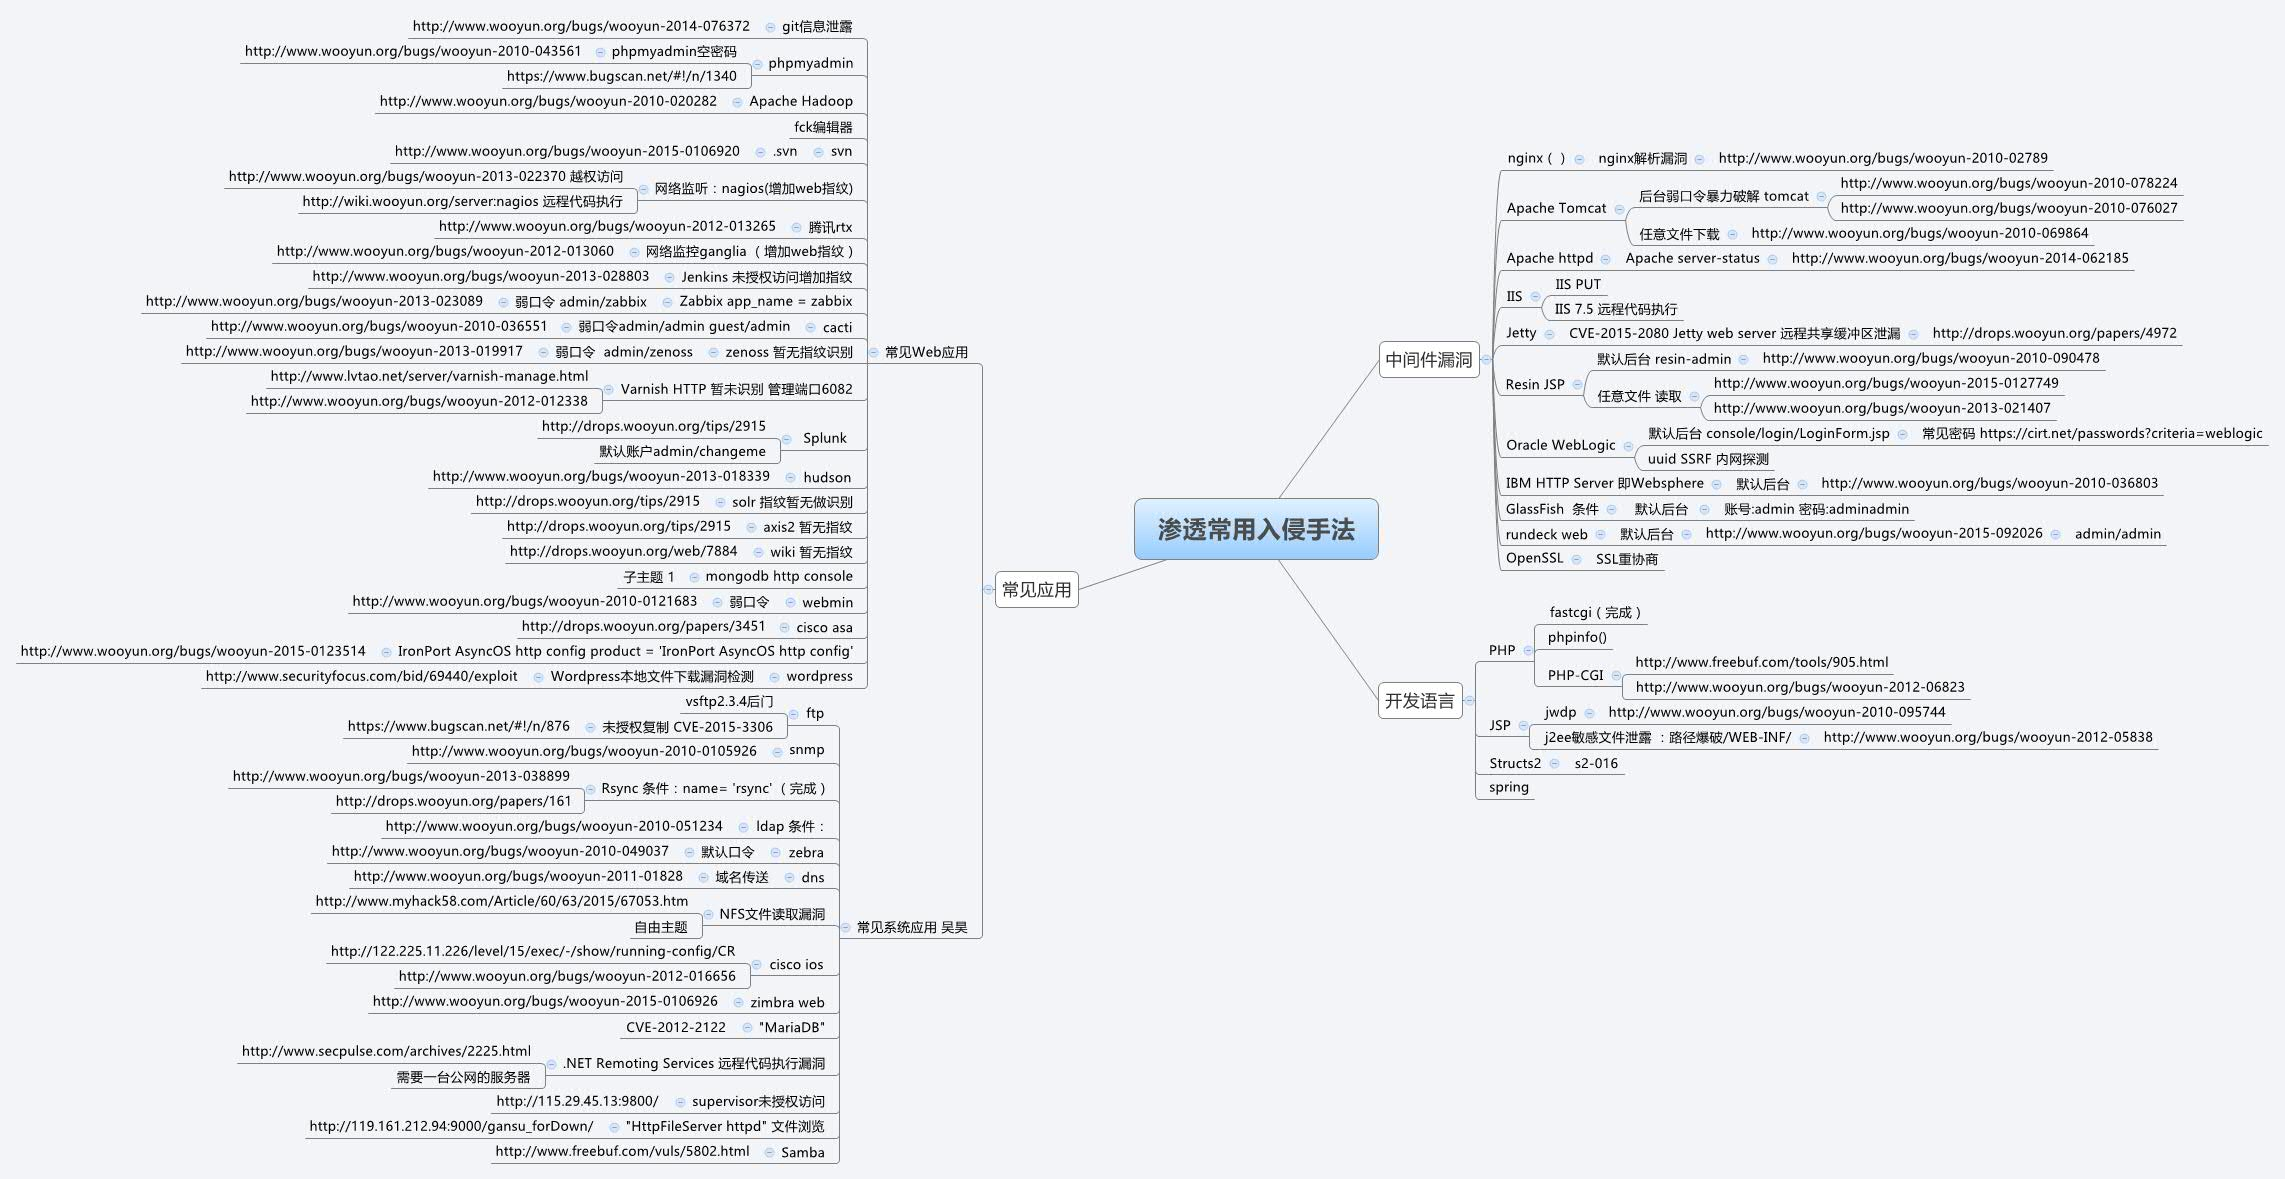 渗透常用入侵手法
中间件漏洞
nginx（ ） nginx解析漏洞 http://www.wooyun.org/bugs/wooyun-2010-02789
Apache Tomcat
后台弱口令暴力破解 tomcat
http://www.wooyun.org/bugs/wooyun-2010-078224
http://www.wooyun.org/bugs/wooyun-2010-076027
任意文件下载 http://www.wooyun.org/bugs/wooyun-2010-069864
Apache httpd Apache server-status http://www.wooyun.org/bugs/wooyun-2014-062185
IIS
IIS PUT
IIS 7.5 远程代码执行
Jetty CVE-2015-2080 Jetty web server 远程共享缓冲区泄漏 http://drops.wooyun.org/papers/4972
Resin JSP
默认后台 resin-admin http://www.wooyun.org/bugs/wooyun-2010-090478
任意文件 读取
http://www.wooyun.org/bugs/wooyun-2015-0127749
http://www.wooyun.org/bugs/wooyun-2013-021407
Oracle WebLogic
默认后台 console/login/LoginForm.jsp 常见密码 https://cirt.net/passwords?criteria=weblogic
uuid SSRF 内网探测
IBM HTTP Server 即Websphere 默认后台 http://www.wooyun.org/bugs/wooyun-2010-036803
GlassFish 条件 默认后台 账号:admin 密码:adminadmin
rundeck web 默认后台 http://www.wooyun.org/bugs/wooyun-2015-092026 admin/admin
OpenSSL SSL重协商
开发语言
PHP
fastcgi（完成）
phpinfo()
PHP-CGI
http://www.freebuf.com/tools/905.html
http://www.wooyun.org/bugs/wooyun-2012-06823
JSP
jwdp http://www.wooyun.org/bugs/wooyun-2010-095744
j2ee敏感文件泄露 ：路径爆破/WEB-INF/ http://www.wooyun.org/bugs/wooyun-2012-05838
Structs2 s2-016
spring
常见应用
常见Web应用
http://www.wooyun.org/bugs/wooyun-2014-076372 git信息泄露
http://www.wooyun.org/bugs/wooyun-2010-043561 phpmyadmin空密码
phpmyadmin
https://www.bugscan.net/#!/n/1340
http://www.wooyun.org/bugs/wooyun-2010-020282 Apache Hadoop
fck编辑器
http://www.wooyun.org/bugs/wooyun-2015-0106920 .svn svn
http://www.wooyun.org/bugs/wooyun-2013-022370 越权访问
网络监听：nagios(增加web指纹)
http://wiki.wooyun.org/server:nagios 远程代码执行
http://www.wooyun.org/bugs/wooyun-2012-013265 腾讯rtx
http://www.wooyun.org/bugs/wooyun-2012-013060 网络监控ganglia （增加web指纹）
http://www.wooyun.org/bugs/wooyun-2013-028803 Jenkins 未授权访问增加指纹
http://www.wooyun.org/bugs/wooyun-2013-023089 弱口令 admin/zabbix Zabbix app_name = zabbix
http://www.wooyun.org/bugs/wooyun-2010-036551 弱口令admin/admin guest/admin cacti
http://www.wooyun.org/bugs/wooyun-2013-019917 弱口令 admin/zenoss zenoss 暂无指纹识别
http://www.lvtao.net/server/varnish-manage.html
Varnish HTTP 暂未识别 管理端口6082
http://www.wooyun.org/bugs/wooyun-2012-012338
http://drops.wooyun.org/tips/2915
Splunk
默认账户admin/changeme
http://www.wooyun.org/bugs/wooyun-2013-018339 hudson
http://drops.wooyun.org/tips/2915 solr 指纹暂无做识别
http://drops.wooyun.org/tips/2915 axis2 暂无指纹
http://drops.wooyun.org/web/7884 wiki 暂无指纹
子主题 1 mongodb http console
http://www.wooyun.org/bugs/wooyun-2010-0121683 弱口令 webmin
http://drops.wooyun.org/papers/3451 cisco asa
http://www.wooyun.org/bugs/wooyun-2015-0123514 IronPort AsyncOS http config product = 'IronPort AsyncOS http config'
http://www.securityfocus.com/bid/69440/exploit Wordpress本地文件下载漏洞检测 wordpress
常见系统应用 吴昊
vsftp2.3.4后门
ftp
https://www.bugscan.net/#!/n/876 未授权复制 CVE-2015-3306
http://www.wooyun.org/bugs/wooyun-2010-0105926 snmp
http://www.wooyun.org/bugs/wooyun-2013-038899
Rsync 条件：name= 'rsync' （完成）
http://drops.wooyun.org/papers/161
http://www.wooyun.org/bugs/wooyun-2010-051234 ldap 条件：
http://www.wooyun.org/bugs/wooyun-2010-049037 默认口令 zebra
http://www.wooyun.org/bugs/wooyun-2011-01828 域名传送 dns
http://www.myhack58.com/Article/60/63/2015/67053.htm
NFS文件读取漏洞
自由主题
http://122.225.11.226/level/15/exec/-/show/running-config/CR
cisco ios
http://www.wooyun.org/bugs/wooyun-2012-016656
http://www.wooyun.org/bugs/wooyun-2015-0106926 zimbra web
CVE-2012-2122 "MariaDB"
http://www.secpulse.com/archives/2225.html
.NET Remoting Services 远程代码执行漏洞
需要一台公网的服务器
http://115.29.45.13:9800/ supervisor未授权访问
http://119.161.212.94:9000/gansu_forDown/ "HttpFileServer httpd" 文件浏览
http://www.freebuf.com/vuls/5802.html Samba